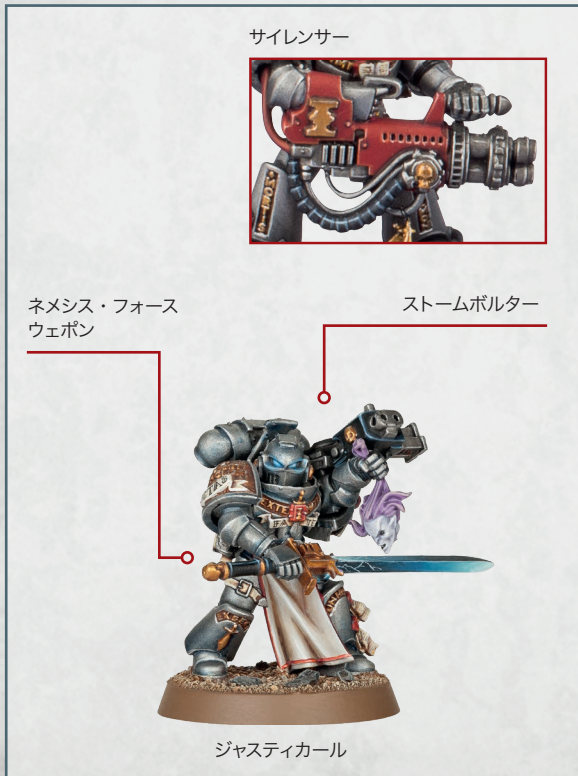 サイレンサー
ネメシス・フォース
ウェポン
ストームボルター
ジャスティカール